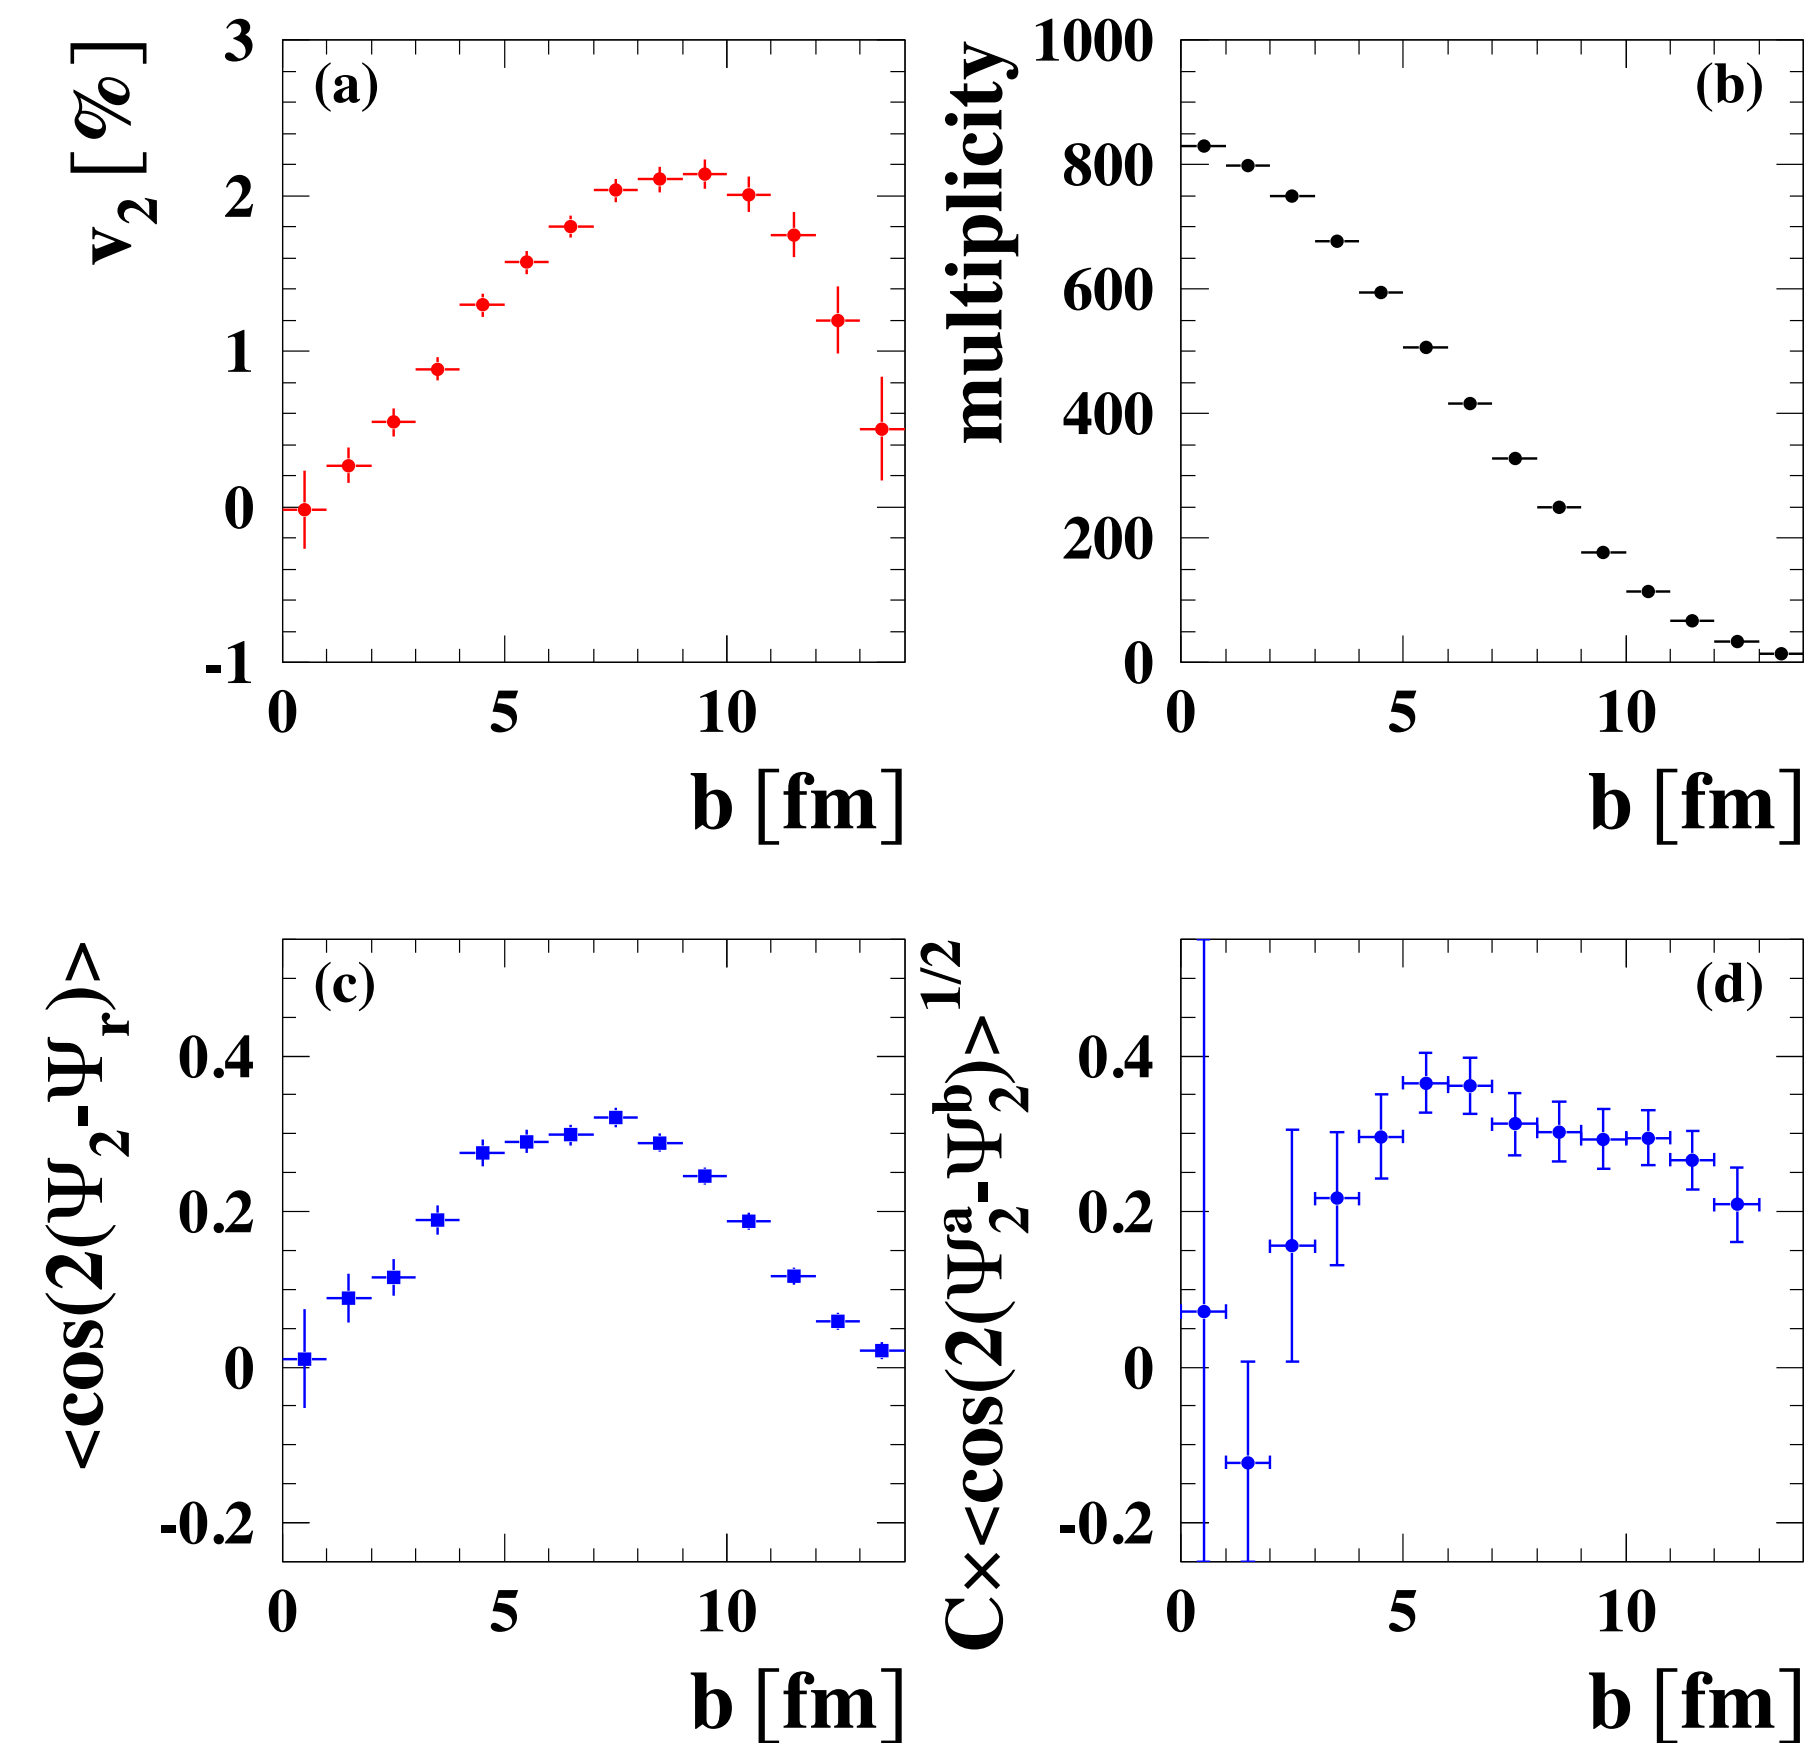 v2 [ % ]
3
2
1
0
-1
(a)
0 5 10
b [fm]
multiplicity
1000
800
600
400
200
0
(b)
0 5 10
b [fm]
<cos(2(Ψ2-Ψr)>
0.4
0.2
0
-0.2
(c)
0 5 10
b [fm]
C×<cos(2(Ψ2a-Ψ2b)>1/2
0.4
0.2
0
-0.2
(d)
0 5 10
b [fm]